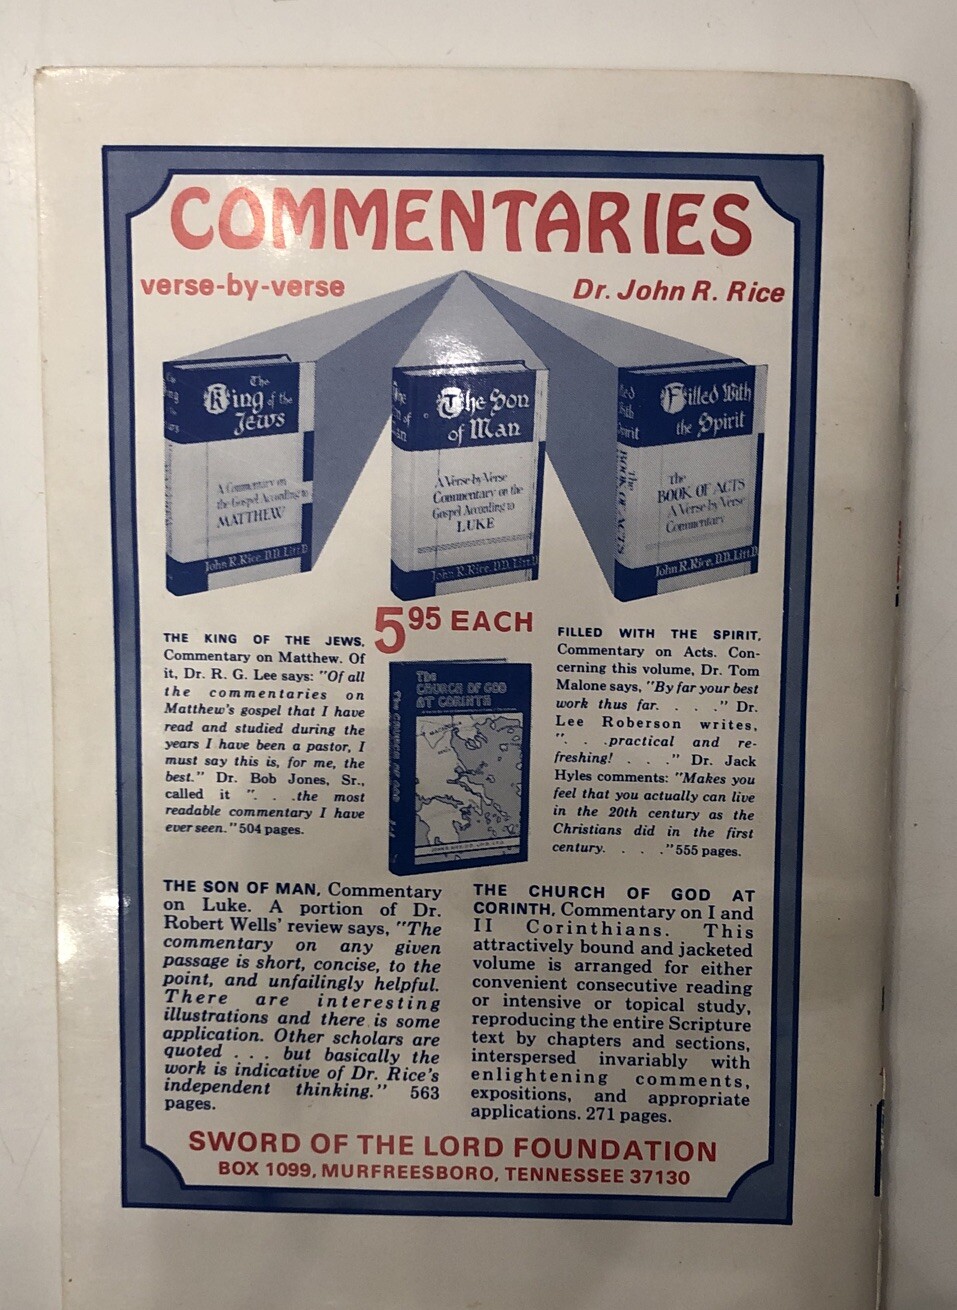 COMMENTARIES
verse-by-verse
Dr. John R. Rice
The
King of the
Jews
A Commentary on
the Gospel According to
MATTHEW
John R. Rice, D.D. Litt.D.
The Son
of Man
A Verse-by-Verse
Commentary on the
Gospel According to
LUKE
John R. Rice, D.D. Litt.D.
Filled With
the Spirit
The
BOOK OF ACTS
A Verse-by-Verse
Commentary
John R. Rice, D.D. Litt.D.
The BOOK OF ACTS
5 95 EACH
THE KING OF THE JEWS,
Commentary on Matthew. Of
it, Dr. R. G. Lee says: "Of all
the commentaries on
Matthew's gospel that I have
read and studied during the
years I have been a pastor, I
must say this is, for me, the
best." Dr. Bob Jones, Sr.,
called it ". . .the most
readable commentary I have
ever seen." 504 pages.
The
CHURCH OF GOD
AT CORINTH
The CHURCH OF GOD
FILLED WITH THE SPIRIT,
Commentary on Acts. Con-
cerning this volume, Dr. Tom
Malone says, "By far your best
work thus far. . . ." Dr.
Lee Roberson writes,
". . .practical and re-
freshing! . . ." Dr. Jack
Hyles comments: "Makes you
feel that you actually can live
in the 20th century as the
Christians did in the first
century. . . ." 555 pages.
THE SON OF MAN, Commentary
on Luke. A portion of Dr.
Robert Wells' review says, "The
commentary on any given
passage is short, concise, to the
point, and unfailingly helpful.
There are interesting
illustrations and there is some
application. Other scholars are
quoted . . . but basically the
work is indicative of Dr. Rice's
independent thinking." 563
pages.
THE CHURCH OF GOD AT
CORINTH, Commentary on I and
II Corinthians. This
attractively bound and jacketed
volume is arranged for either
convenient consecutive reading
or intensive or topical study,
reproducing the entire Scripture
text by chapters and sections,
interspersed invariably with
enlightening comments,
expositions, and appropriate
applications. 271 pages.
SWORD OF THE LORD FOUNDATION
BOX 1099, MURFREESBORO, TENNESSEE 37130